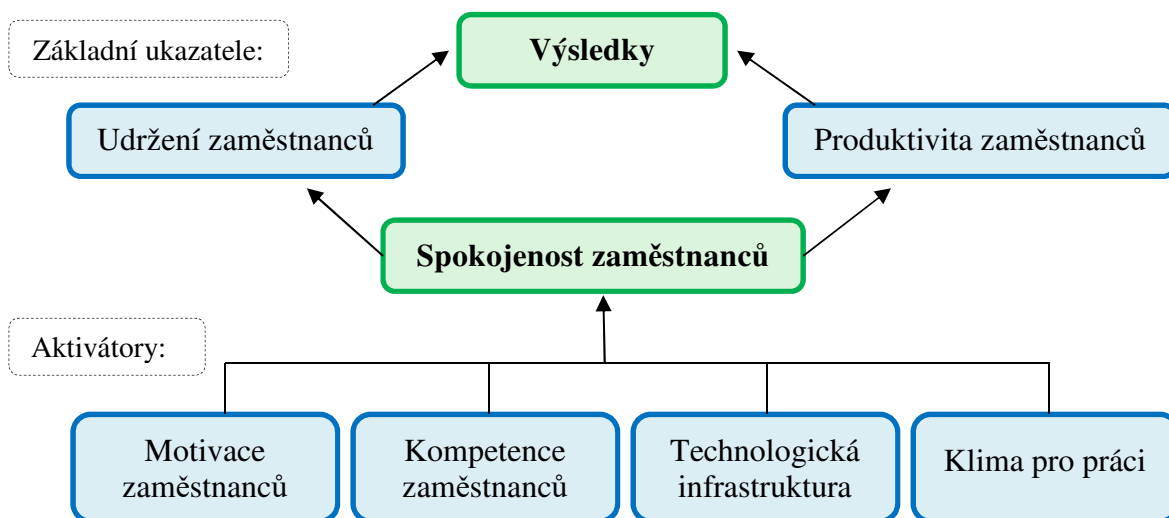 Základní ukazatele:
Výsledky
Udržení zaměstnanců
Produktivita zaměstnanců
Spokojenost zaměstnanců
Aktivátory:
Motivace
zaměstnanců
Kompetence
zaměstnanců
Technologická
infrastruktura
Klima pro práci